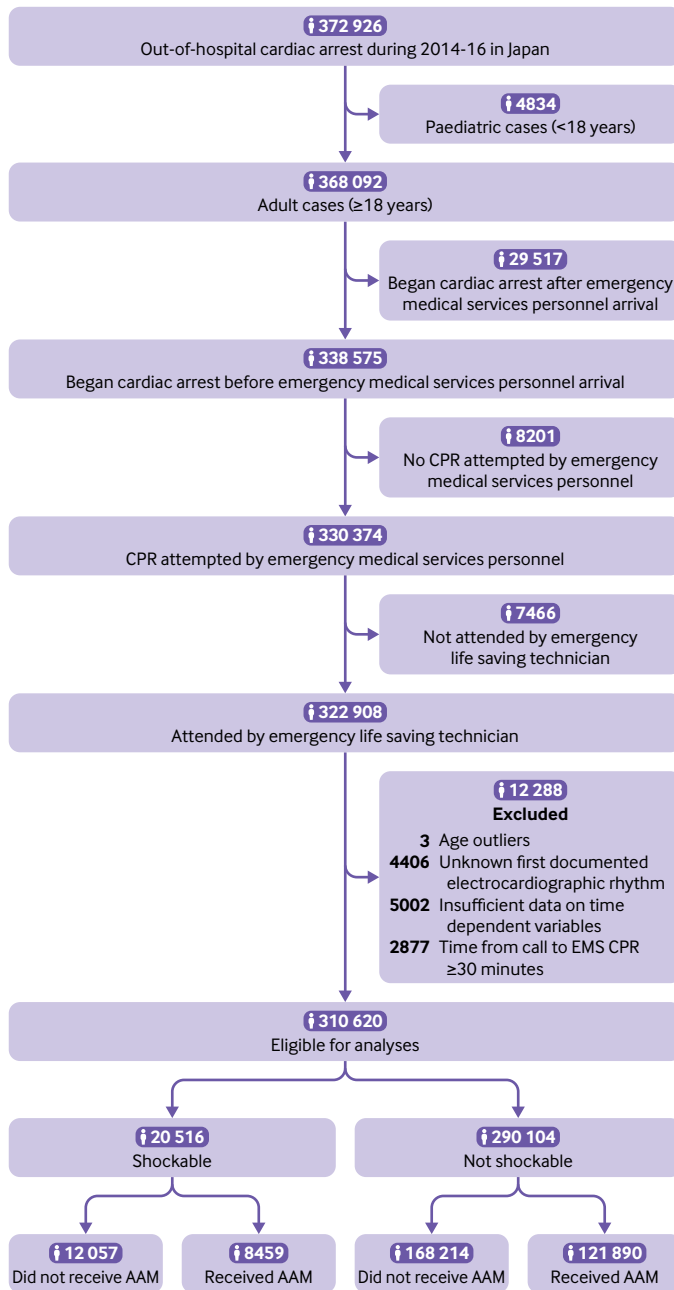 372 926
Out-of-hospital cardiac arrest during 2014-16 in Japan
4834
Paediatric cases (<18 years)
368 092
Adult cases (≥18 years)
29 517
Began cardiac arrest after emergency
medical services personnel arrival
338 575
Began cardiac arrest before emergency medical services personnel arrival
8201
No CPR attempted by emergency
medical services personnel
330 374
CPR attempted by emergency medical services personnel
7466
Not attended by emergency
life saving technician
322 908
Attended by emergency life saving technician
12 288
Excluded
3 Age outliers
4406 Unknown first documented
electrocardiographic rhythm
5002 Insufficient data on time
dependent variables
2877 Time from call to EMS CPR
≥30 minutes
310 620
Eligible for analyses
20 516
Shockable
290 104
Not shockable
12 057
Did not receive AAM
8459
Received AAM
168 214
Did not receive AAM
121 890
Received AAM